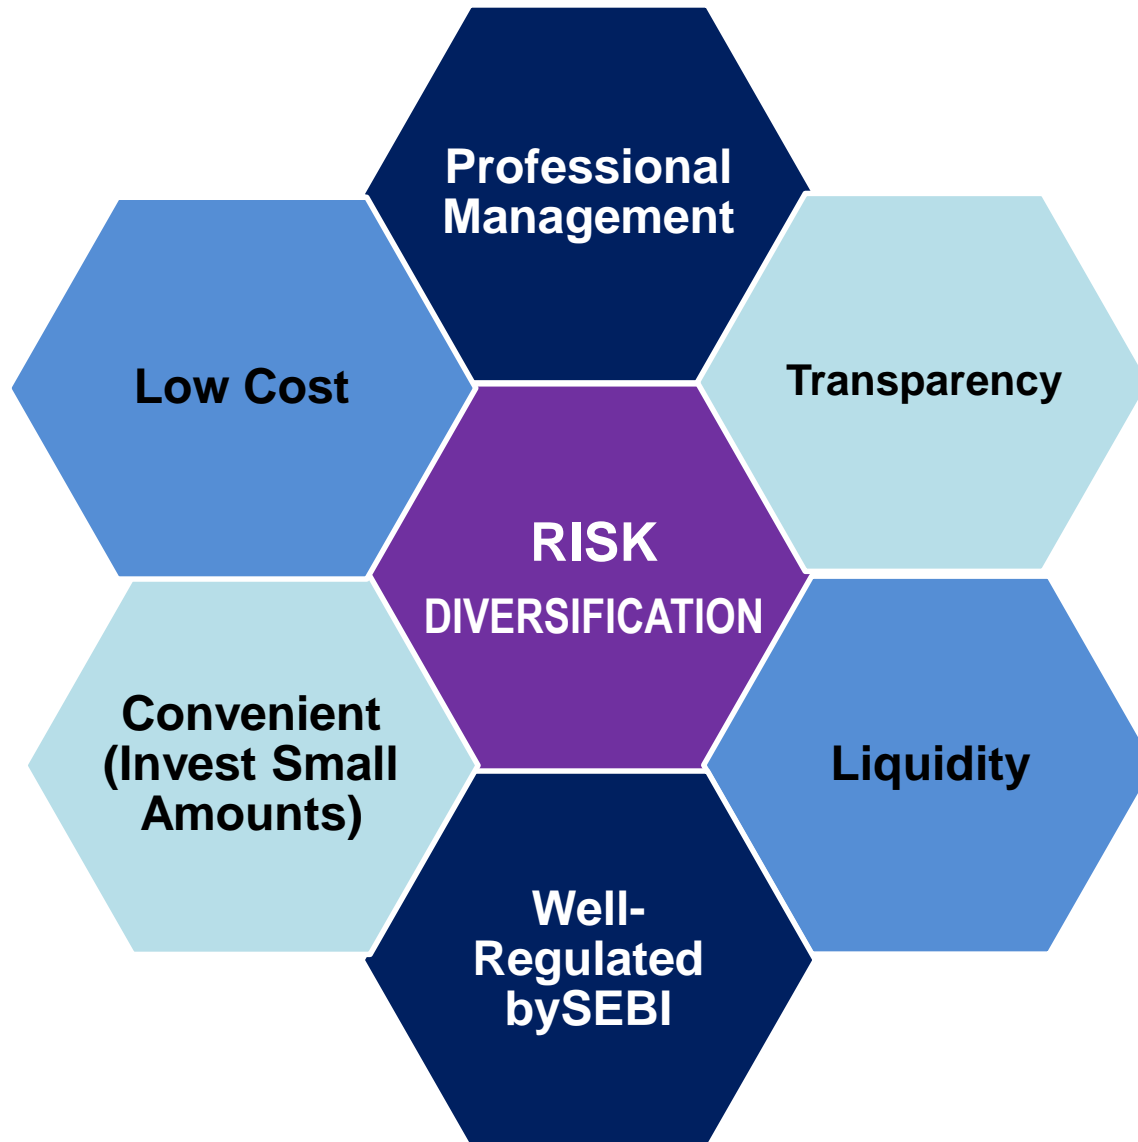 Professional
Management
Low Cost
Transparency
RISK
DIVERSIFICATION
Convenient
(Invest Small
Amounts)
Liquidity
Well-
Regulated
bySEBI